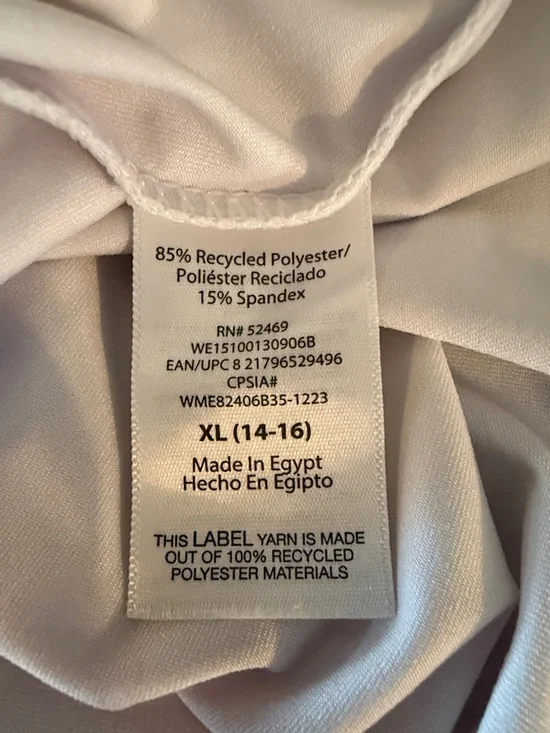 85% Recycled Polyester/
Poliéster Reciclado
15% Spandex
RN# 52469
WE15100130906B
EAN/UPC 8 21796529496
CPSIA#
WME82406B35-1223
XL (14-16)
Made In Egypt
Hecho En Egipto
THIS LABEL YARN IS MADE
OUT OF 100% RECYCLED
POLYESTER MATERIALS